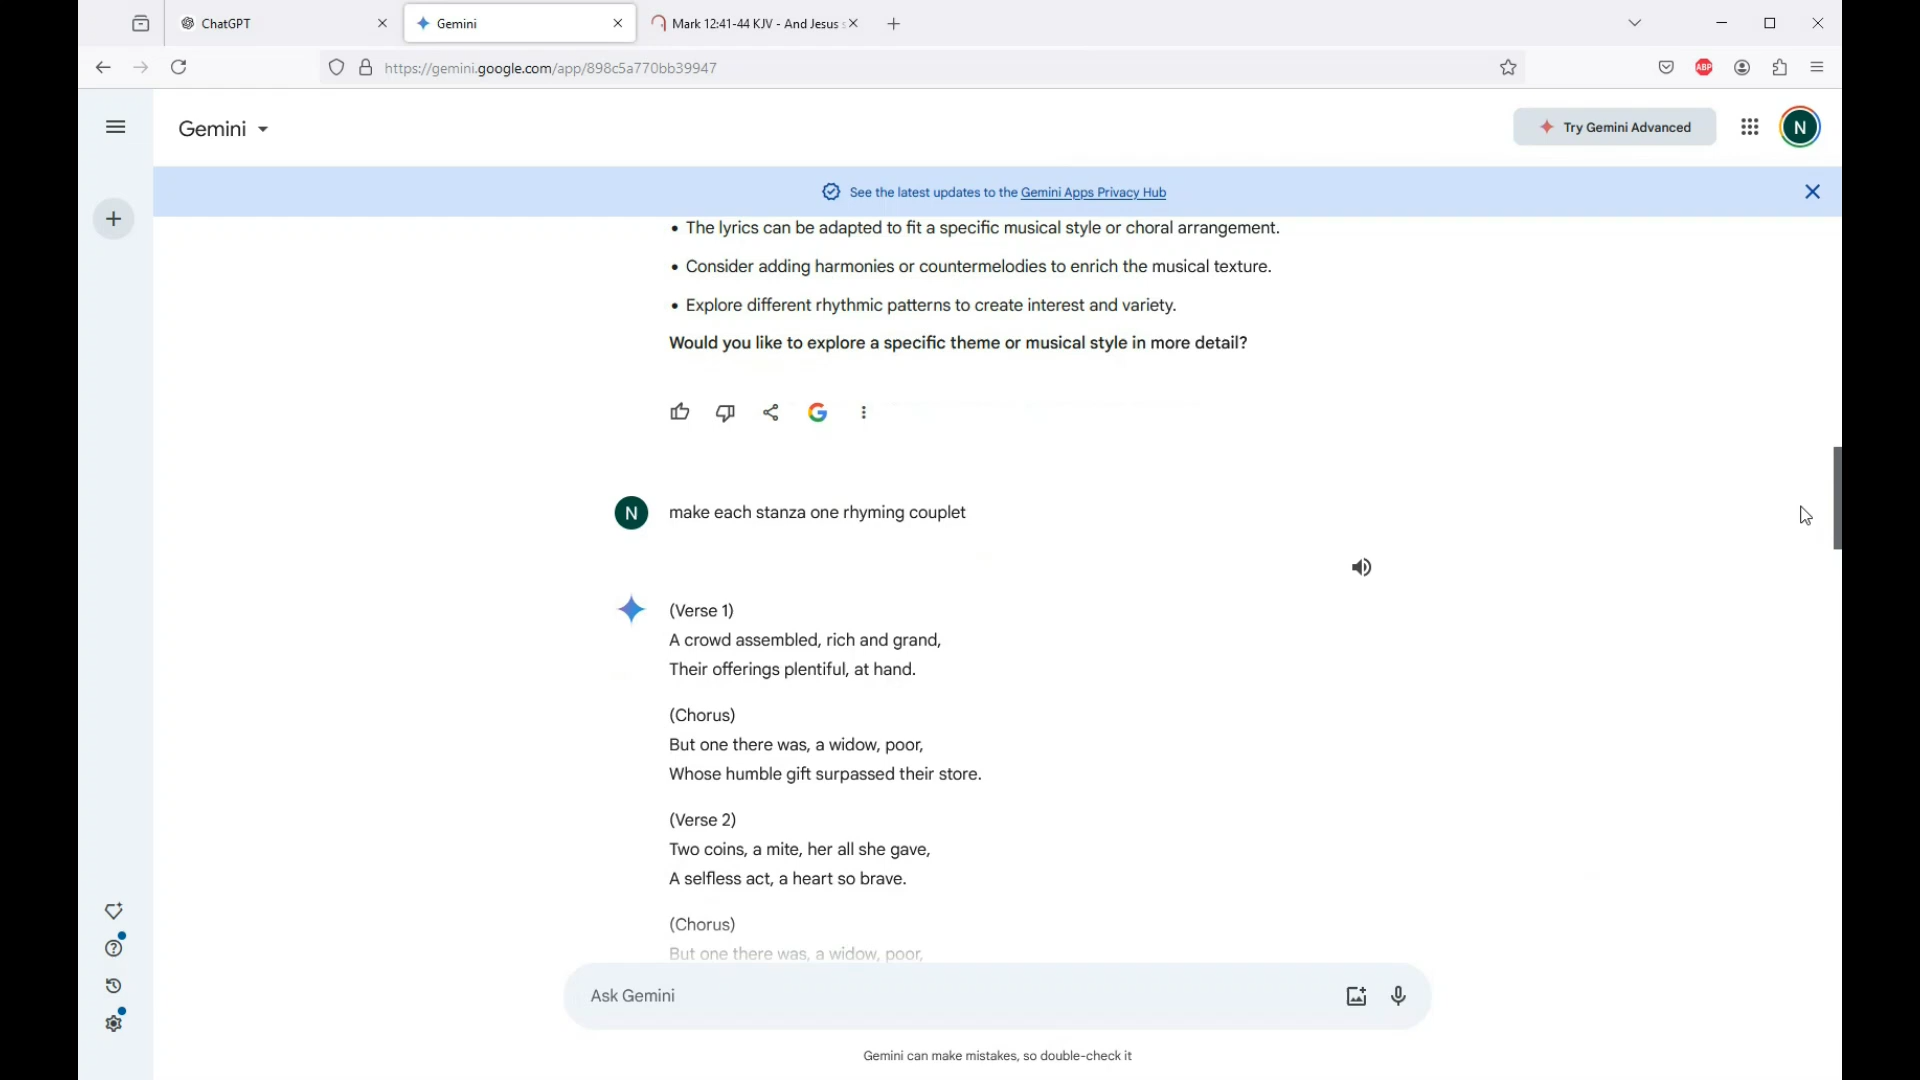 ChatGPT
Gemini
Mark 12:41-44 KJV - And Jesus s
https://gemini.google.com/app/898c5a770bb39947
ABP
Gemini
Try Gemini Advanced
N
See the latest updates to the Gemini Apps Privacy Hub
• The lyrics can be adapted to fit a specific musical style or choral arrangement.
• Consider adding harmonies or countermelodies to enrich the musical texture.
• Explore different rhythmic patterns to create interest and variety.
Would you like to explore a specific theme or musical style in more detail?
N
make each stanza one rhyming couplet
(Verse 1)
A crowd assembled, rich and grand,
Their offerings plentiful, at hand.
(Chorus)
But one there was, a widow, poor,
Whose humble gift surpassed their store.
(Verse 2)
Two coins, a mite, her all she gave,
A selfless act, a heart so brave.
(Chorus)
But one there was, a widow, poor,
Ask Gemini
Gemini can make mistakes, so double-check it